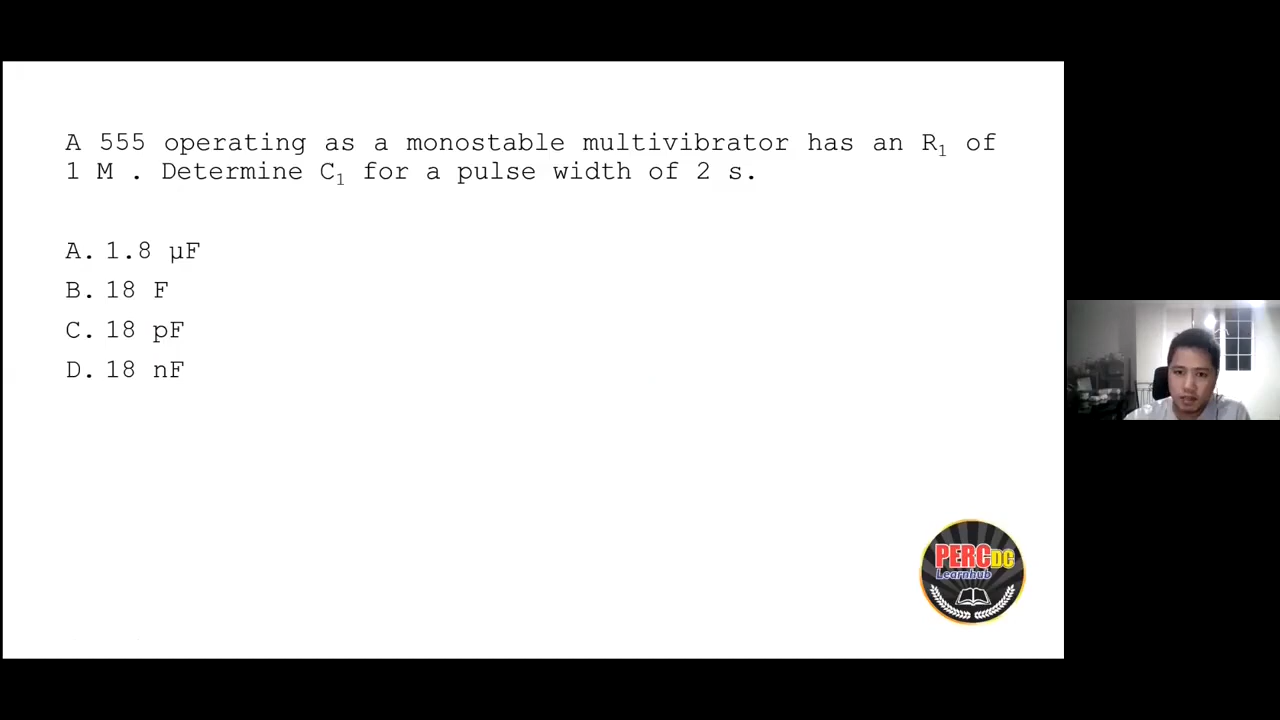 A 555 operating as a monostable multivibrator has an R₁ of
1 M . Determine C₁ for a pulse width of 2 s.
A. 1.8 µF
B. 18 F
C. 18 pF
D. 18 nF
PERCDC
Learnhub